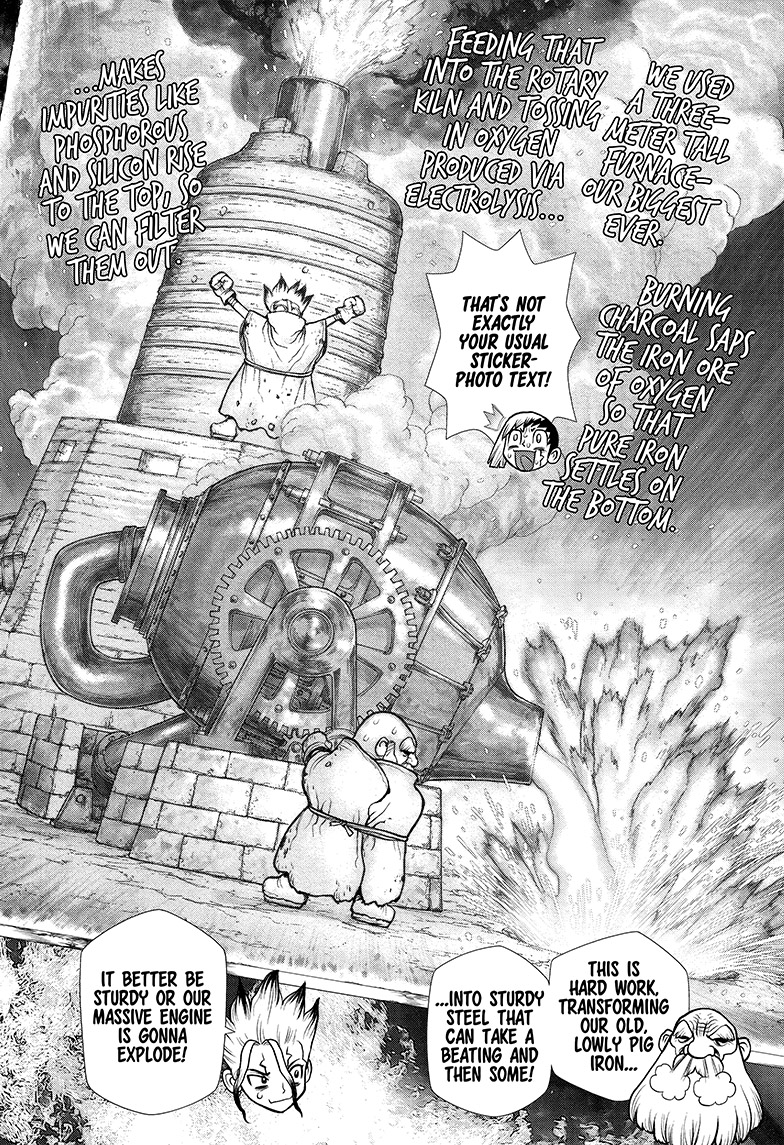 WE USED
A THREE-
METER TALL
FURNACE—
OUR BIGGEST
EVER.
BURNING
CHARCOAL SAPS
THE IRON ORE
OF OXYGEN
SO THAT
PURE IRON
SETTLES ON
THE BOTTOM.
FEEDING THAT
INTO THE ROTARY
KILN AND TOSSING
IN OXYGEN
PRODUCED VIA
ELECTROLYSIS...
...MAKES
IMPURITIES LIKE
PHOSPHOROUS
AND SILICON RISE
TO THE TOP, SO
WE CAN FILTER
THEM OUT.
THAT'S NOT
EXACTLY
YOUR USUAL
STICKER-
PHOTO TEXT!
THIS IS
HARD WORK,
TRANSFORMING
OUR OLD,
LOWLY PIG
IRON...
...INTO STURDY
STEEL THAT
CAN TAKE A
BEATING AND
THEN SOME!
IT BETTER BE
STURDY OR OUR
MASSIVE ENGINE
IS GONNA
EXPLODE!